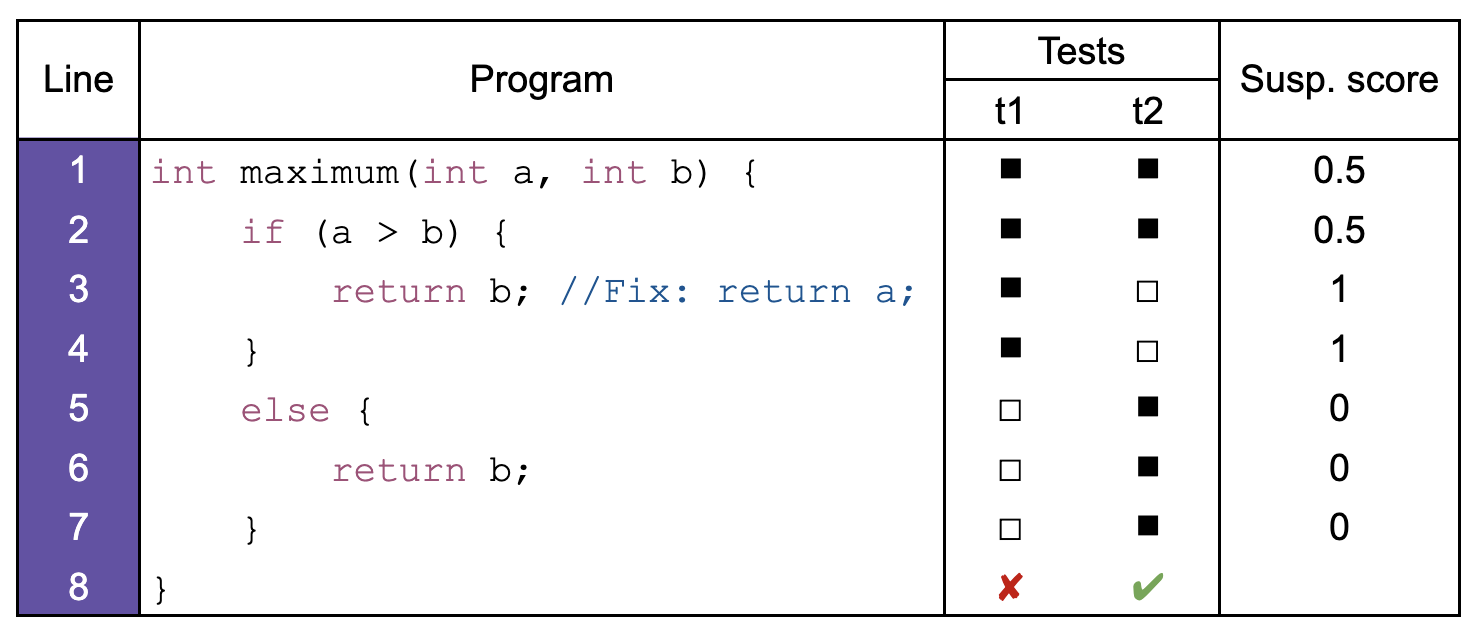 Line Program Tests Susp. score
t1 t2
1 int maximum(int a, int b) { ■ ■ 0.5
2 if (a > b) { ■ ■ 0.5
3 return b; //Fix: return a; ■ □ 1
4 } ■ □ 1
5 else { □ ■ 0
6 return b; □ ■ 0
7 } □ ■ 0
8 } ✘ ✔